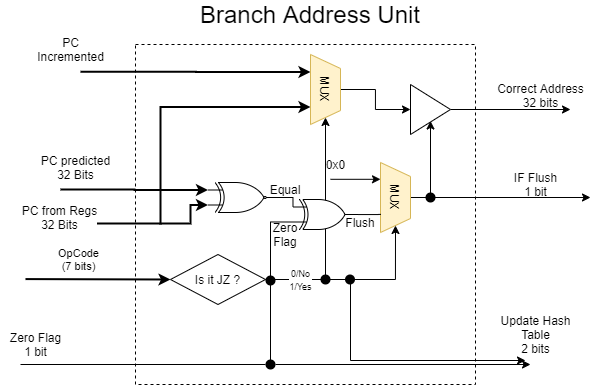 Branch Address Unit
PC
Incremented
MUX
Correct Address
32 bits
PC predicted
32 Bits
0x0
MUX
IF Flush
1 bit
Equal
PC from Regs
32 Bits
Zero
Flag
Flush
OpCode
(7 bits)
Is it JZ ?
0/No
1/Yes
Zero Flag
1 bit
Update Hash
Table
2 bits